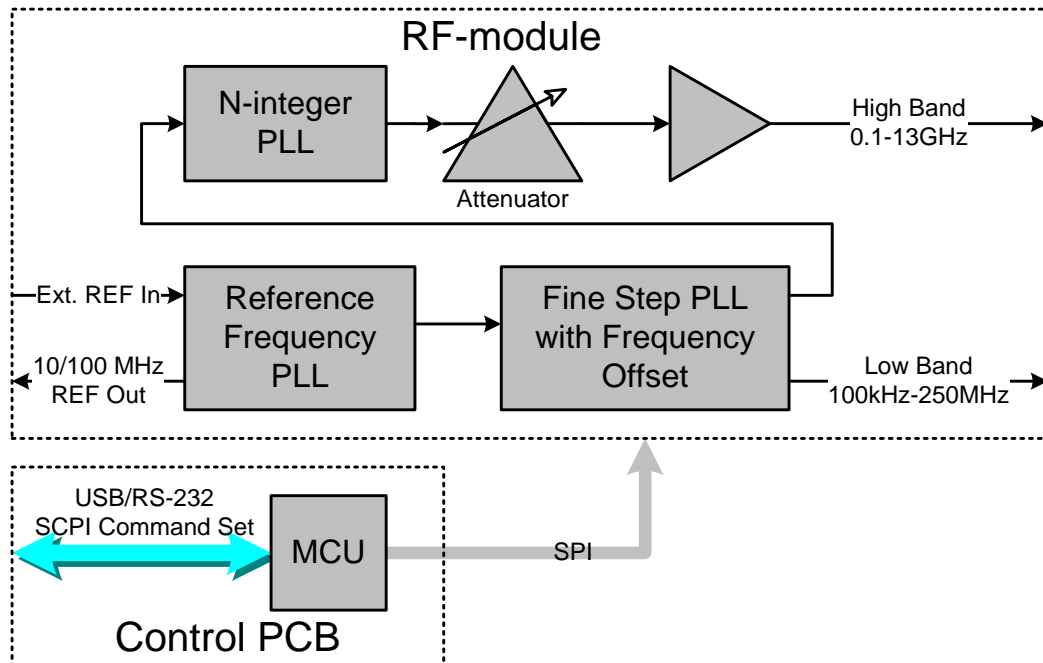 RF-module
N-integer
PLL
Attenuator
High Band
0.1-13GHz
Ext. REF In
10/100 MHz
REF Out
Reference
Frequency
PLL
Fine Step PLL
with Frequency
Offset
Low Band
100kHz-250MHz
USB/RS-232
SCPI Command Set
MCU
SPI
Control PCB